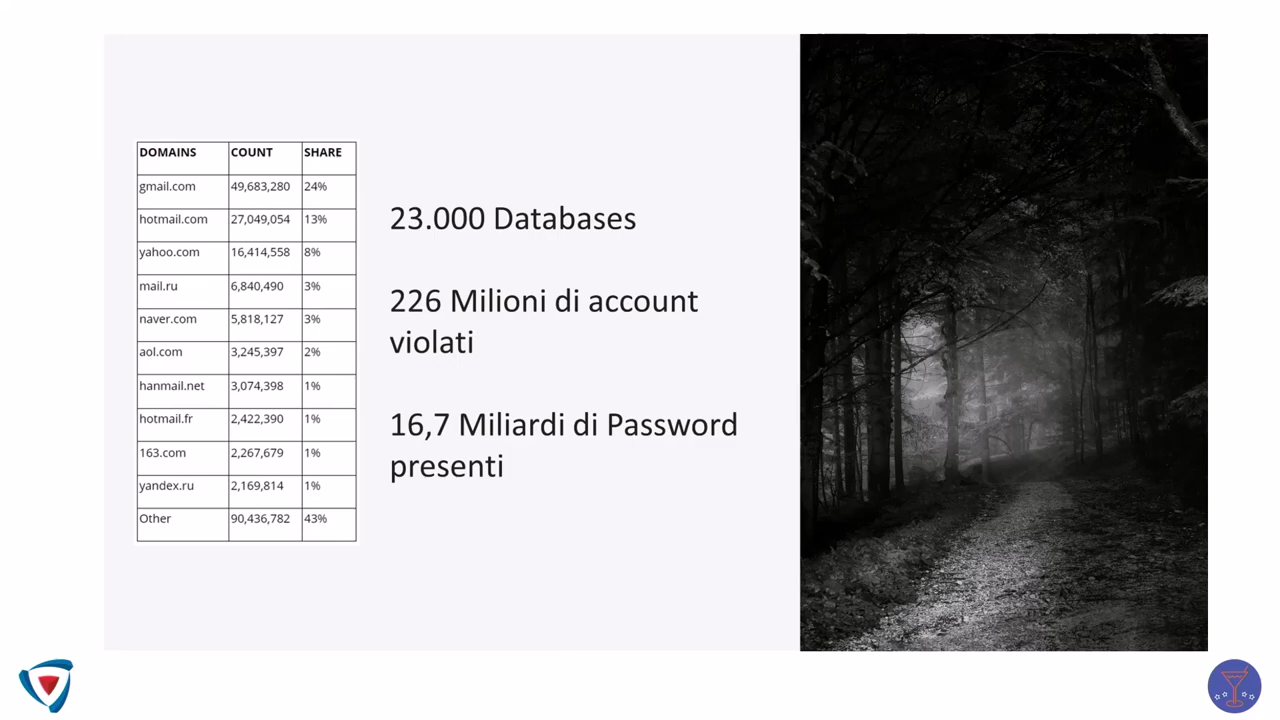 DOMAINS COUNT SHARE
gmail.com 49,683,280 24%
hotmail.com 27,049,054 13%
yahoo.com 16,414,558 8%
mail.ru 6,840,490 3%
naver.com 5,818,127 3%
aol.com 3,245,397 2%
hanmail.net 3,074,398 1%
hotmail.fr 2,422,390 1%
163.com 2,267,679 1%
yandex.ru 2,169,814 1%
Other 90,436,782 43%
23.000 Databases
226 Milioni di account
violati
16,7 Miliardi di Password
presenti